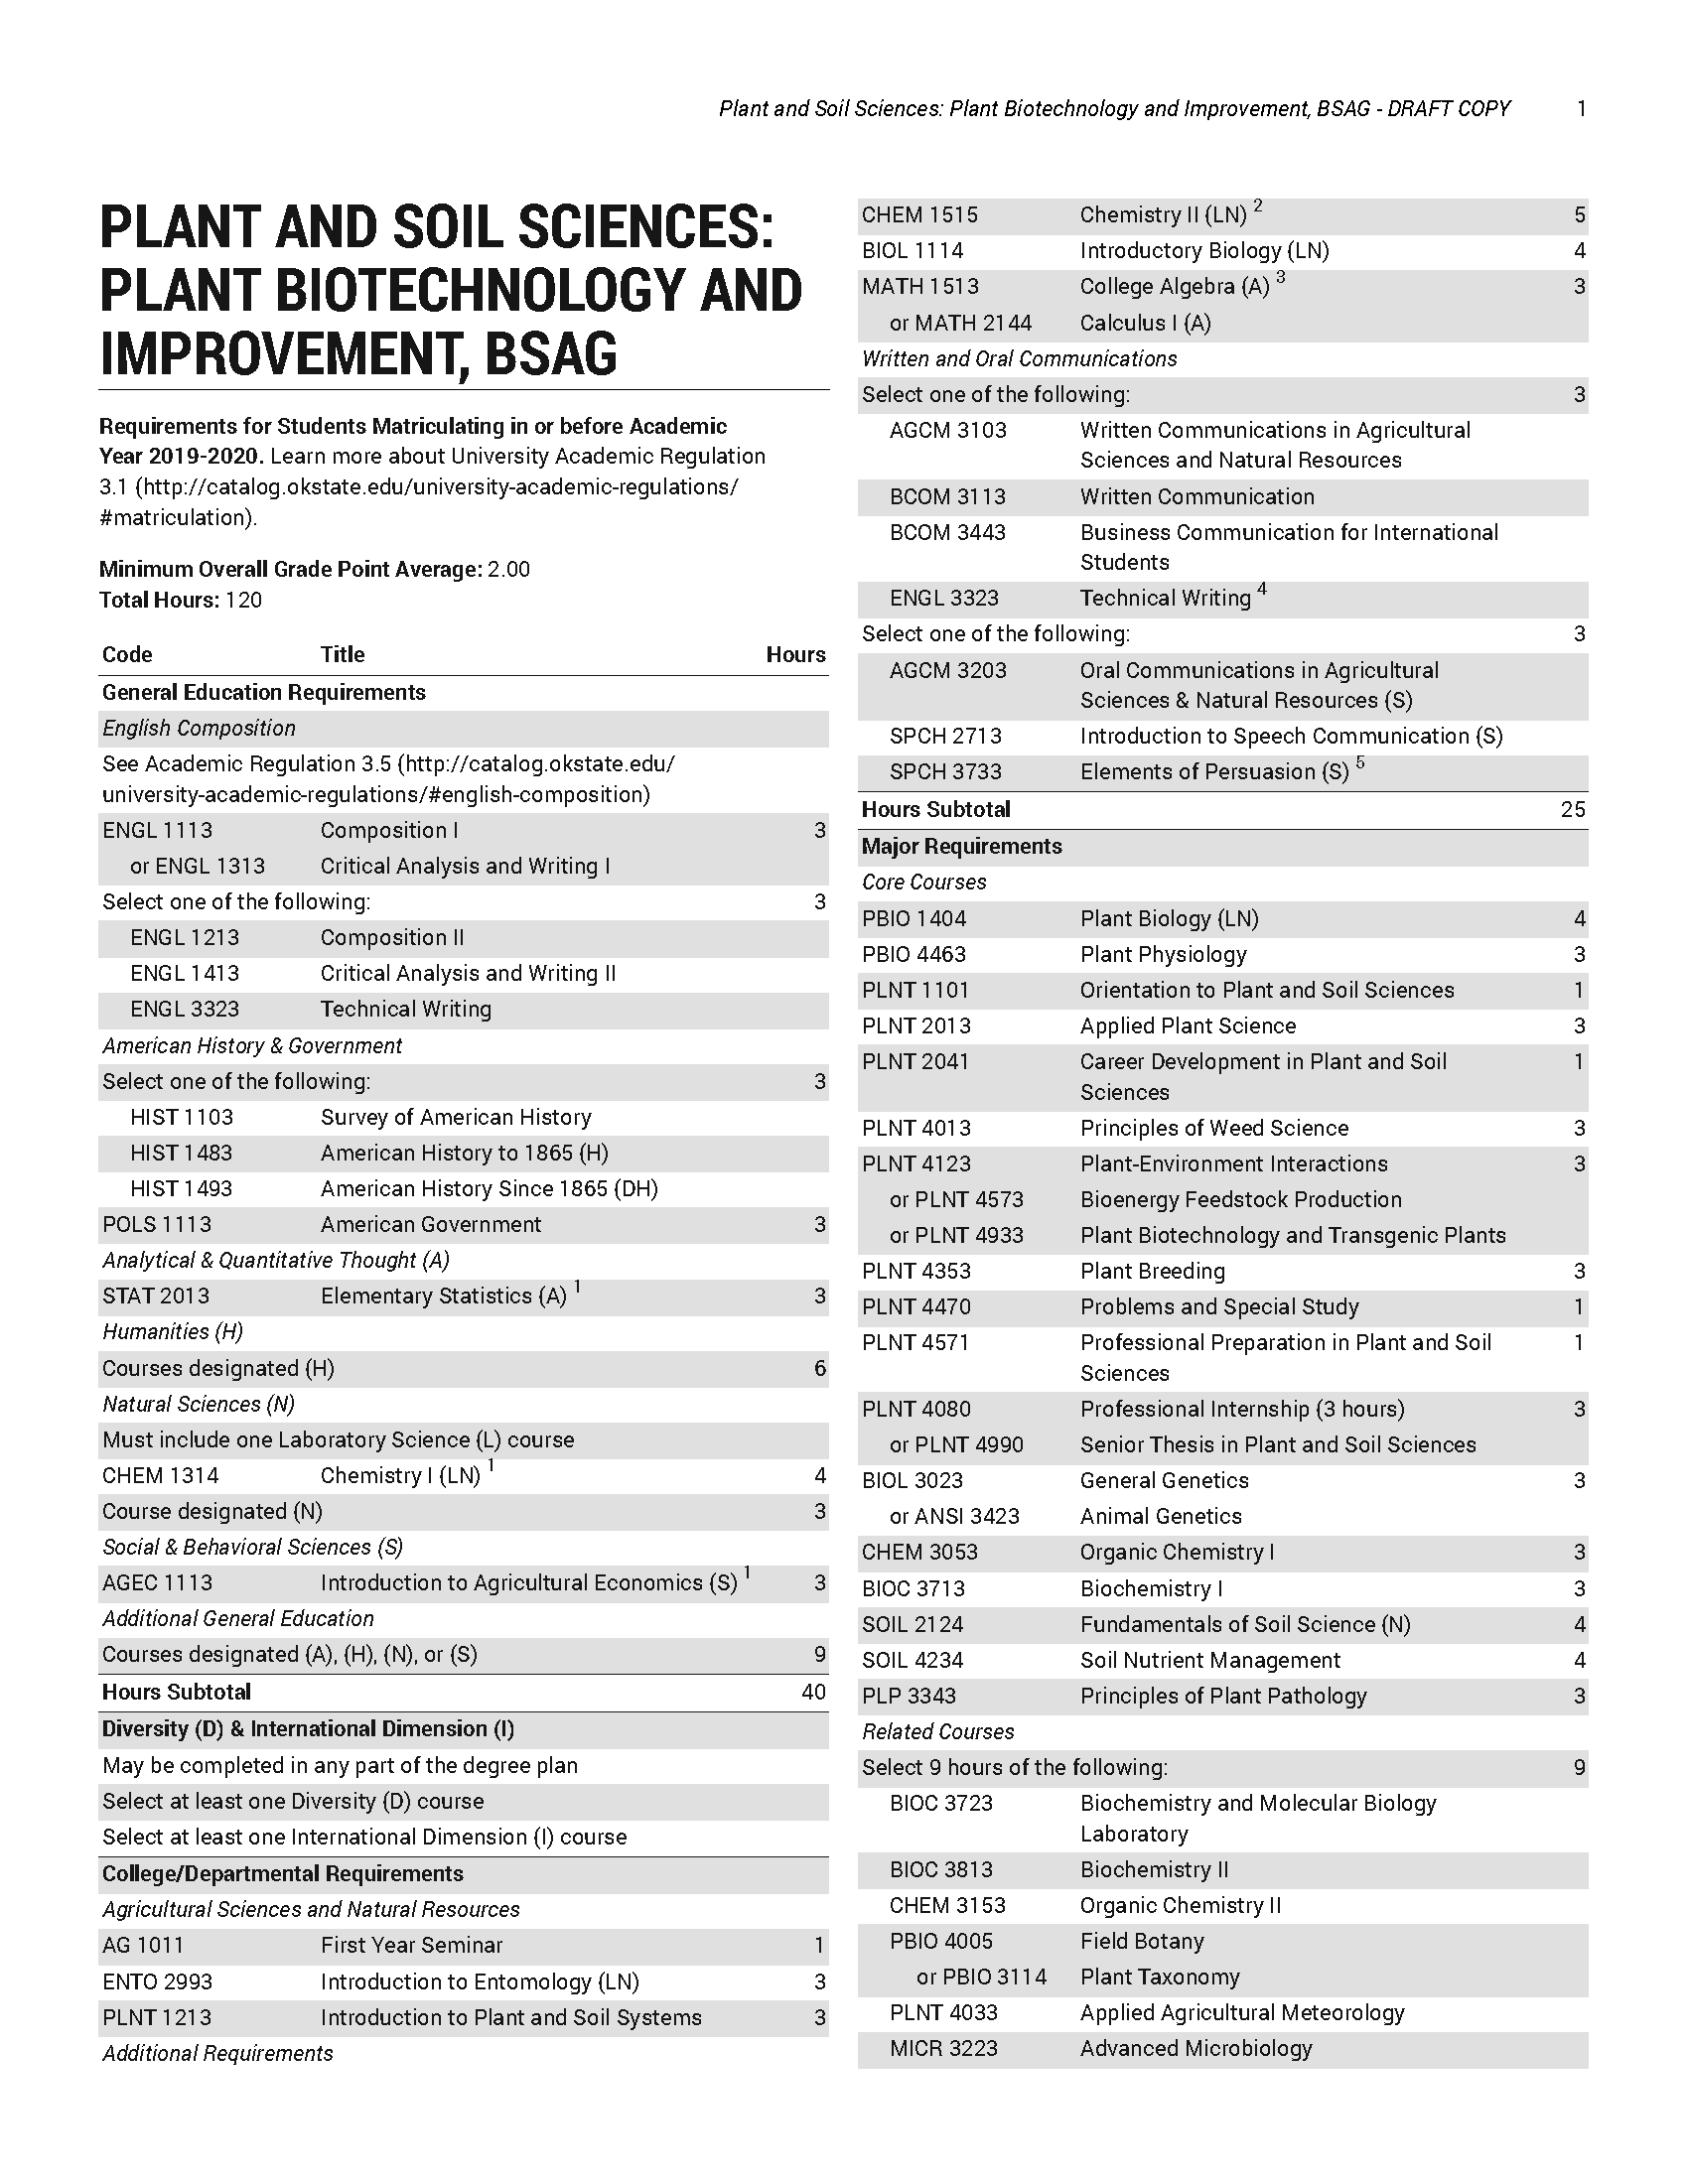 Plant and Soil Sciences: Plant Biotechnology and Improvement, BSAG - DRAFT COPY 1
PLANT AND SOIL SCIENCES:
PLANT BIOTECHNOLOGY AND
IMPROVEMENT, BSAG
Requirements for Students Matriculating in or before Academic
Year 2019-2020. Learn more about University Academic Regulation
3.1 (http://catalog.okstate.edu/university-academic-regulations/
#matriculation).
Minimum Overall Grade Point Average: 2.00
Total Hours: 120
Code Title Hours
General Education Requirements
English Composition
See Academic Regulation 3.5 (http://catalog.okstate.edu/
university-academic-regulations/#english-composition)
ENGL 1113 Composition I 3
or ENGL 1313 Critical Analysis and Writing I
Select one of the following: 3
ENGL 1213 Composition II
ENGL 1413 Critical Analysis and Writing II
ENGL 3323 Technical Writing
American History & Government
Select one of the following: 3
HIST 1103 Survey of American History
HIST 1483 American History to 1865 (H)
HIST 1493 American History Since 1865 (DH)
POLS 1113 American Government 3
Analytical & Quantitative Thought (A)
STAT 2013 Elementary Statistics (A) 1 3
Humanities (H)
Courses designated (H) 6
Natural Sciences (N)
Must include one Laboratory Science (L) course
CHEM 1314 Chemistry I (LN) 1 4
Course designated (N) 3
Social & Behavioral Sciences (S)
AGEC 1113 Introduction to Agricultural Economics (S) 1 3
Additional General Education
Courses designated (A), (H), (N), or (S) 9
Hours Subtotal 40
Diversity (D) & International Dimension (I)
May be completed in any part of the degree plan
Select at least one Diversity (D) course
Select at least one International Dimension (I) course
College/Departmental Requirements
Agricultural Sciences and Natural Resources
AG 1011 First Year Seminar 1
ENTO 2993 Introduction to Entomology (LN) 3
PLNT 1213 Introduction to Plant and Soil Systems 3
Additional Requirements
CHEM 1515 Chemistry II (LN) 2 5
BIOL 1114 Introductory Biology (LN) 4
MATH 1513 College Algebra (A) 3 3
or MATH 2144 Calculus I (A)
Written and Oral Communications
Select one of the following: 3
AGCM 3103 Written Communications in Agricultural
Sciences and Natural Resources
BCOM 3113 Written Communication
BCOM 3443 Business Communication for International
Students
ENGL 3323 Technical Writing 4
Select one of the following: 3
AGCM 3203 Oral Communications in Agricultural
Sciences & Natural Resources (S)
SPCH 2713 Introduction to Speech Communication (S)
SPCH 3733 Elements of Persuasion (S) 5
Hours Subtotal 25
Major Requirements
Core Courses
PBIO 1404 Plant Biology (LN) 4
PBIO 4463 Plant Physiology 3
PLNT 1101 Orientation to Plant and Soil Sciences 1
PLNT 2013 Applied Plant Science 3
PLNT 2041 Career Development in Plant and Soil 1
Sciences
PLNT 4013 Principles of Weed Science 3
PLNT 4123 Plant-Environment Interactions 3
or PLNT 4573 Bioenergy Feedstock Production
or PLNT 4933 Plant Biotechnology and Transgenic Plants
PLNT 4353 Plant Breeding 3
PLNT 4470 Problems and Special Study 1
PLNT 4571 Professional Preparation in Plant and Soil 1
Sciences
PLNT 4080 Professional Internship (3 hours) 3
or PLNT 4990 Senior Thesis in Plant and Soil Sciences
BIOL 3023 General Genetics 3
or ANSI 3423 Animal Genetics
CHEM 3053 Organic Chemistry I 3
BIOC 3713 Biochemistry I 3
SOIL 2124 Fundamentals of Soil Science (N) 4
SOIL 4234 Soil Nutrient Management 4
PLP 3343 Principles of Plant Pathology 3
Related Courses
Select 9 hours of the following: 9
BIOC 3723 Biochemistry and Molecular Biology
Laboratory
BIOC 3813 Biochemistry II
CHEM 3153 Organic Chemistry II
PBIO 4005 Field Botany
or PBIO 3114 Plant Taxonomy
PLNT 4033 Applied Agricultural Meteorology
MICR 3223 Advanced Microbiology